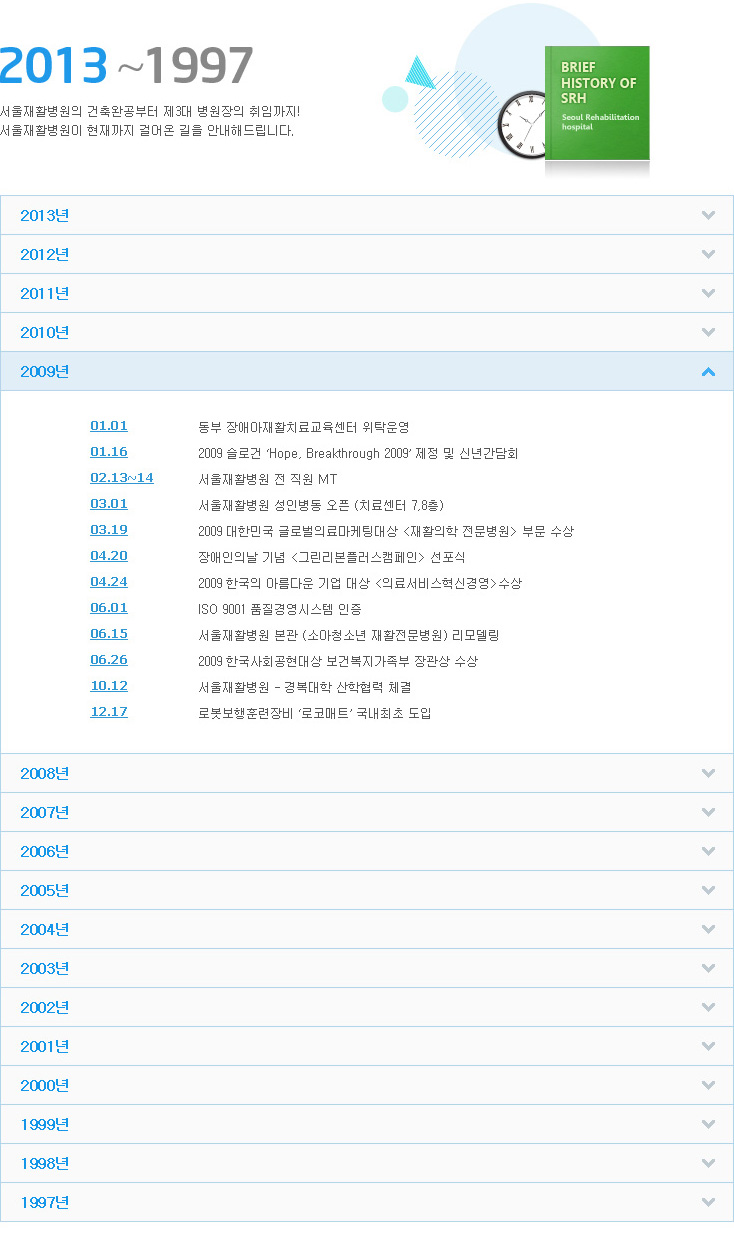 2013 ~1997
서울재활병원의 건축완공부터 제3대 병원장의 취임까지!
서울재활병원이 현재까지 걸어온 길을 안내해드립니다.
BRIEF
HISTORY OF
SRH
Seoul Rehabilitation
hospital
2013년
2012년
2011년
2010년
2009년
01.01 동부 장애아재활치료교육센터 위탁운영
01.16 2009 슬로건 ‘Hope, Breakthrough 2009’ 제정 및 신년간담회
02.13~14 서울재활병원 전 직원 MT
03.01 서울재활병원 성인병동 오픈 (치료센터 7,8층)
03.19 2009 대한민국 글로벌의료마케팅대상 <재활의학 전문병원> 부문 수상
04.20 장애인의날 기념 <그린리본플러스캠페인> 선포식
04.24 2009 한국의 아름다운 기업 대상 <의료서비스혁신경영>수상
06.01 ISO 9001 품질경영시스템 인증
06.15 서울재활병원 본관 (소아청소년 재활전문병원) 리모델링
06.26 2009 한국사회공헌대상 보건복지가족부 장관상 수상
10.12 서울재활병원 - 경복대학 산학협력 체결
12.17 로봇보행훈련장비 ‘로코매트’ 국내최초 도입
2008년
2007년
2006년
2005년
2004년
2003년
2002년
2001년
2000년
1999년
1998년
1997년